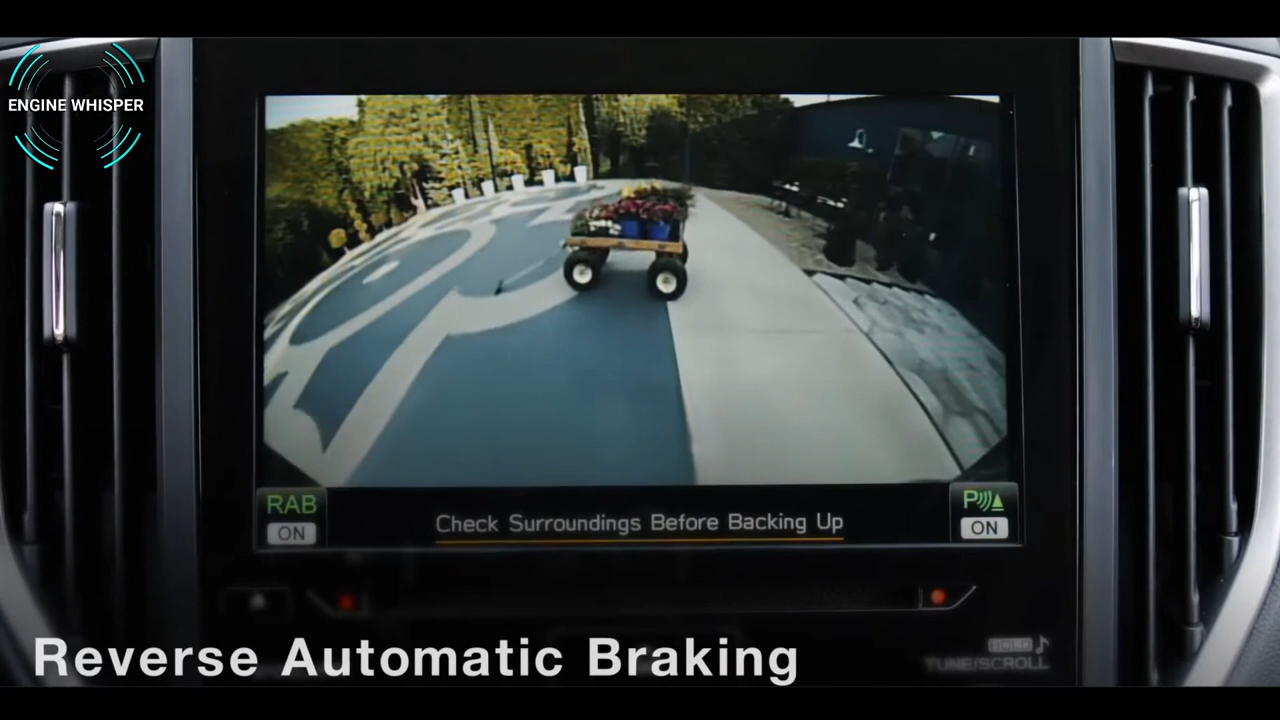 ENGINE WHISPER
RAB
ON
Check Surroundings Before Backing Up
P
ON
TUNE/SCROLL
Reverse Automatic Braking